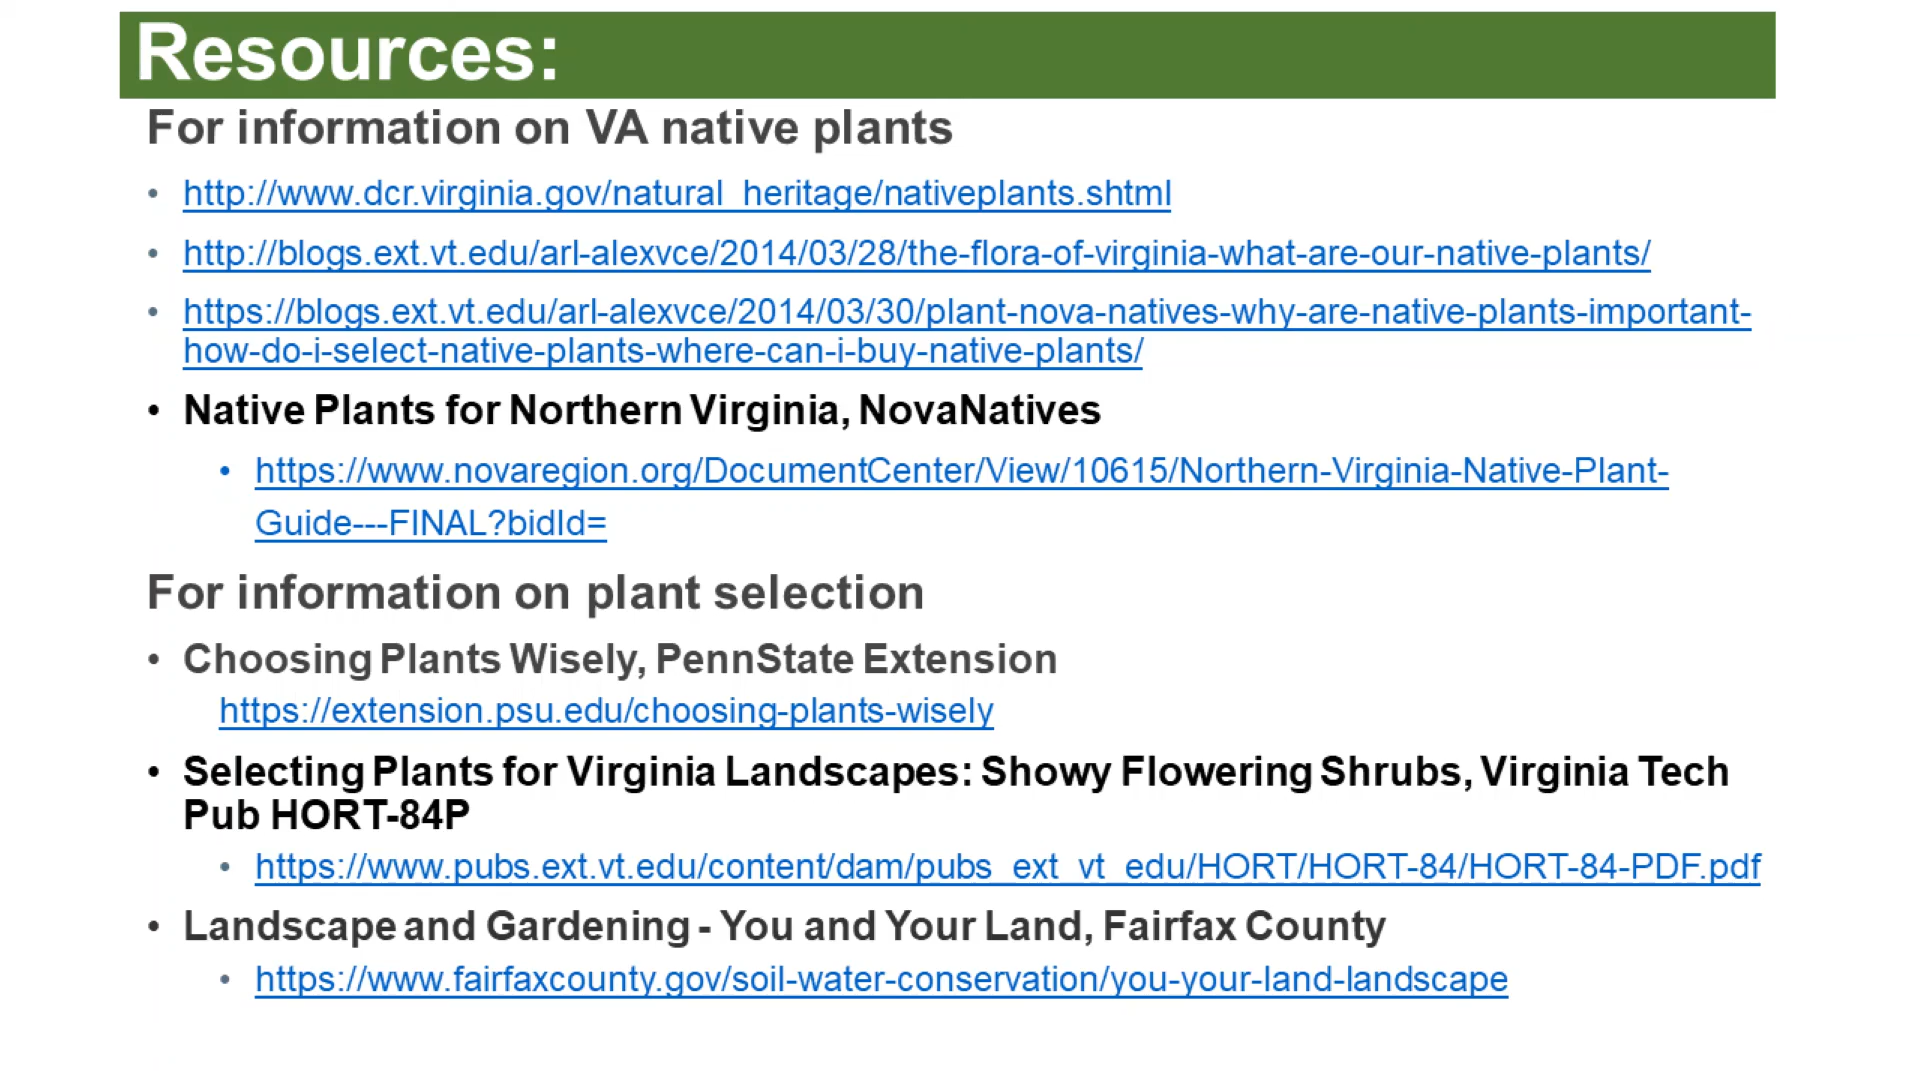 Resources:
For information on VA native plants
• http://www.dcr.virginia.gov/natural_heritage/nativeplants.shtml
• http://blogs.ext.vt.edu/arl-alexvce/2014/03/28/the-flora-of-virginia-what-are-our-native-plants/
• https://blogs.ext.vt.edu/arl-alexvce/2014/03/30/plant-nova-natives-why-are-native-plants-important-
how-do-i-select-native-plants-where-can-i-buy-native-plants/
• Native Plants for Northern Virginia, NovaNatives
• https://www.novaregion.org/DocumentCenter/View/10615/Northern-Virginia-Native-Plant-
Guide---FINAL?bidId=
For information on plant selection
• Choosing Plants Wisely, PennState Extension
https://extension.psu.edu/choosing-plants-wisely
• Selecting Plants for Virginia Landscapes: Showy Flowering Shrubs, Virginia Tech
Pub HORT-84P
• https://www.pubs.ext.vt.edu/content/dam/pubs_ext_vt_edu/HORT/HORT-84/HORT-84-PDF.pdf
• Landscape and Gardening - You and Your Land, Fairfax County
• https://www.fairfaxcounty.gov/soil-water-conservation/you-your-land-landscape